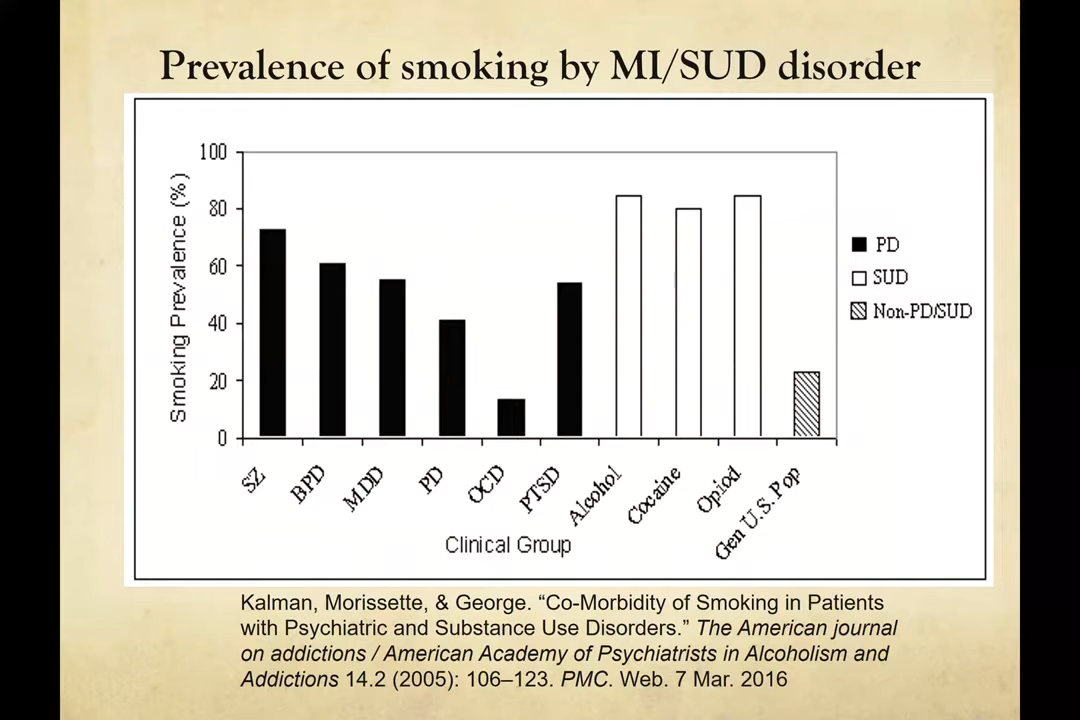 Prevalence of smoking by MI/SUD disorder
Smoking Prevalence (%)
100
80
60
40
20
0
SZ
BPD
MDD
PD
OCD
PTSD
Alcohol
Cocaine
Opiod
Gen U.S.Pop
Clinical Group
PD
SUD
Non-PD/SUD
Kalman, Morissette, & George. “Co-Morbidity of Smoking in Patients
with Psychiatric and Substance Use Disorders.” The American journal
on addictions / American Academy of Psychiatrists in Alcoholism and
Addictions 14.2 (2005): 106–123. PMC. Web. 7 Mar. 2016